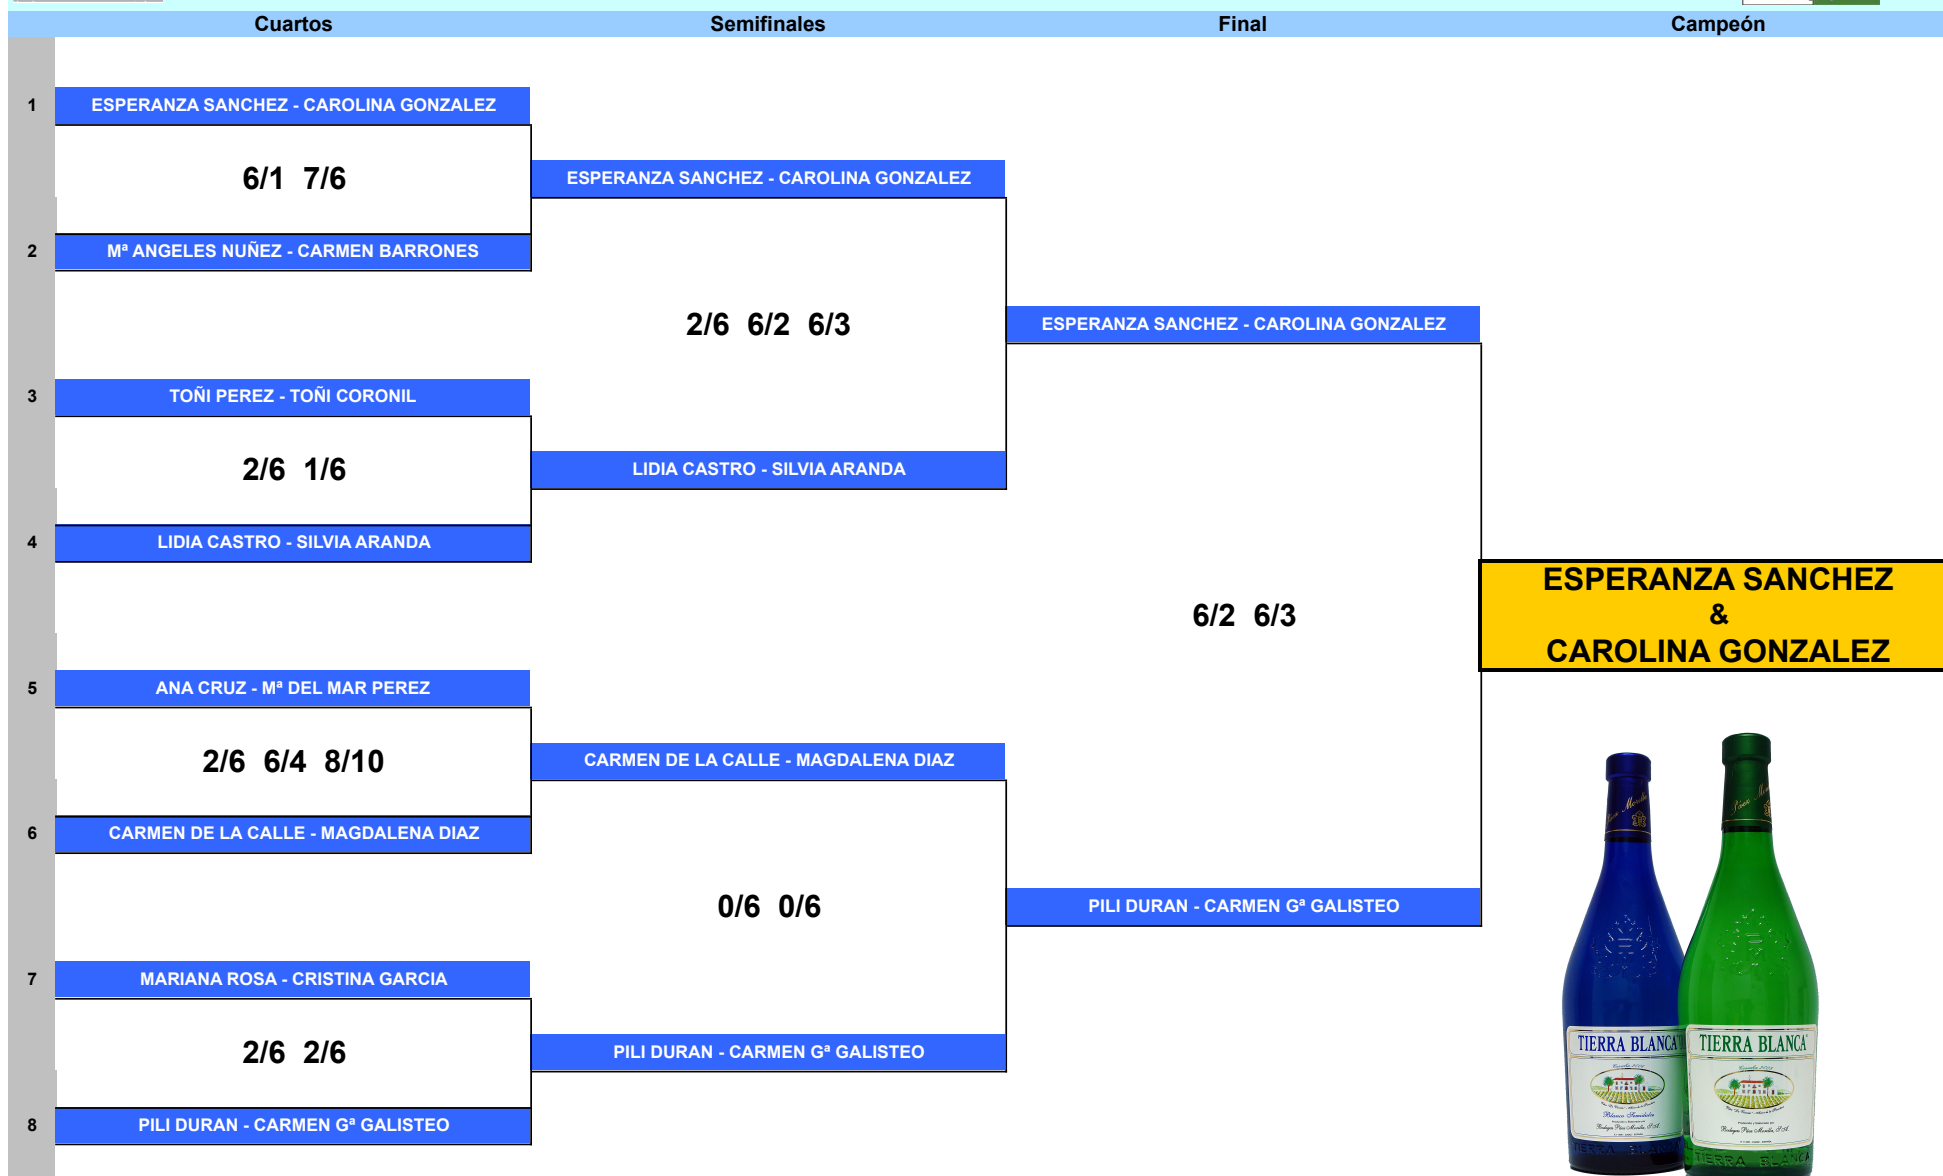 Cuartos Semifinales Final Campeón
1 ESPERANZA SANCHEZ - CAROLINA GONZALEZ
6/1 7/6
ESPERANZA SANCHEZ - CAROLINA GONZALEZ
2 Mª ANGELES NUÑEZ - CARMEN BARRONES
2/6 6/2 6/3
ESPERANZA SANCHEZ - CAROLINA GONZALEZ
3 TOÑI PEREZ - TOÑI CORONIL
2/6 1/6
LIDIA CASTRO - SILVIA ARANDA
4 LIDIA CASTRO - SILVIA ARANDA
6/2 6/3
ESPERANZA SANCHEZ
&
CAROLINA GONZALEZ
5 ANA CRUZ - Mª DEL MAR PEREZ
2/6 6/4 8/10
CARMEN DE LA CALLE - MAGDALENA DIAZ
6 CARMEN DE LA CALLE - MAGDALENA DIAZ
0/6 0/6
PILI DURAN - CARMEN Gª GALISTEO
7 MARIANA ROSA - CRISTINA GARCIA
2/6 2/6
PILI DURAN - CARMEN Gª GALISTEO
8 PILI DURAN - CARMEN Gª GALISTEO
TIERRA BLANCA
Blanco Semidulce
TIERRA BLANCA
TIERRA BLANCA
TIERRA BLANCA